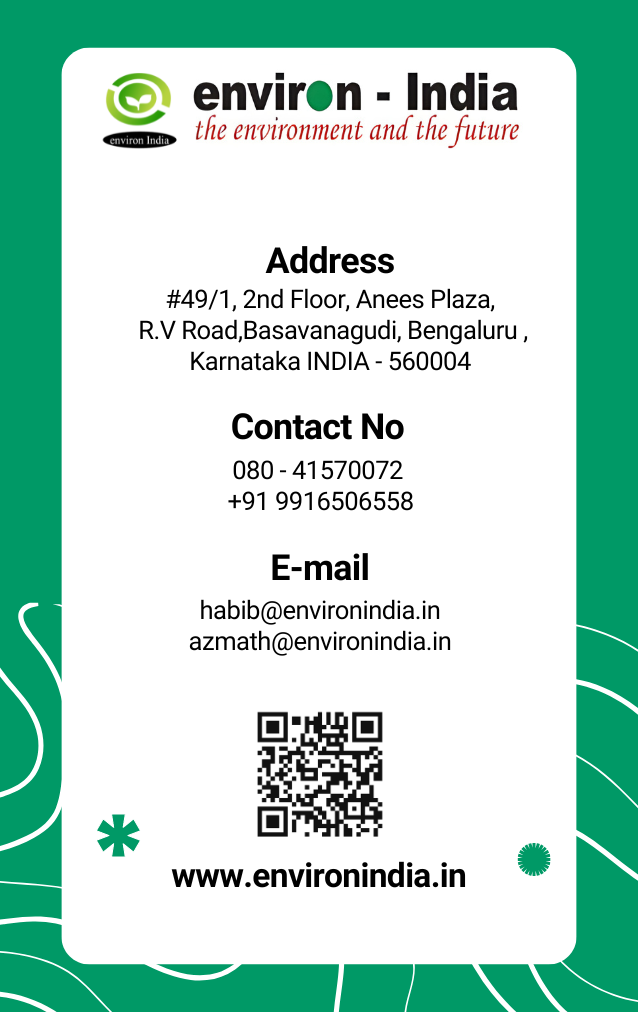 environ - India
the environment and the future
environ India
Address
#49/1, 2nd Floor, Anees Plaza,
R.V Road,Basavanagudi, Bengaluru ,
Karnataka INDIA - 560004
Contact No
080 - 41570072
+91 9916506558
E-mail
habib@environindia.in
azmath@environindia.in
www.environindia.in